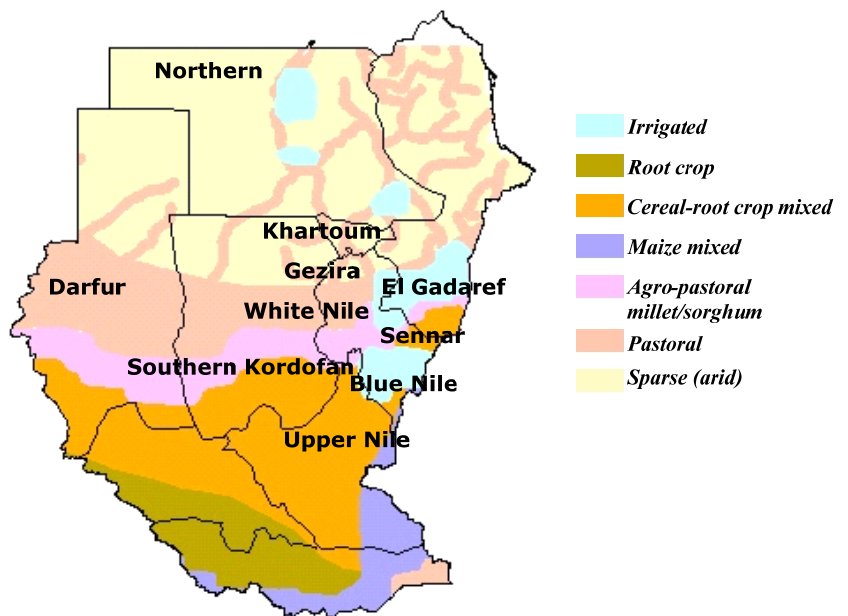 Northern
Khartoum
Gezira
Darfur
El Gadaref
White Nile
Sennar
Southern Kordofan
Blue Nile
Upper Nile
Irrigated
Root crop
Cereal-root crop mixed
Maize mixed
Agro-pastoral
millet/sorghum
Pastoral
Sparse (arid)